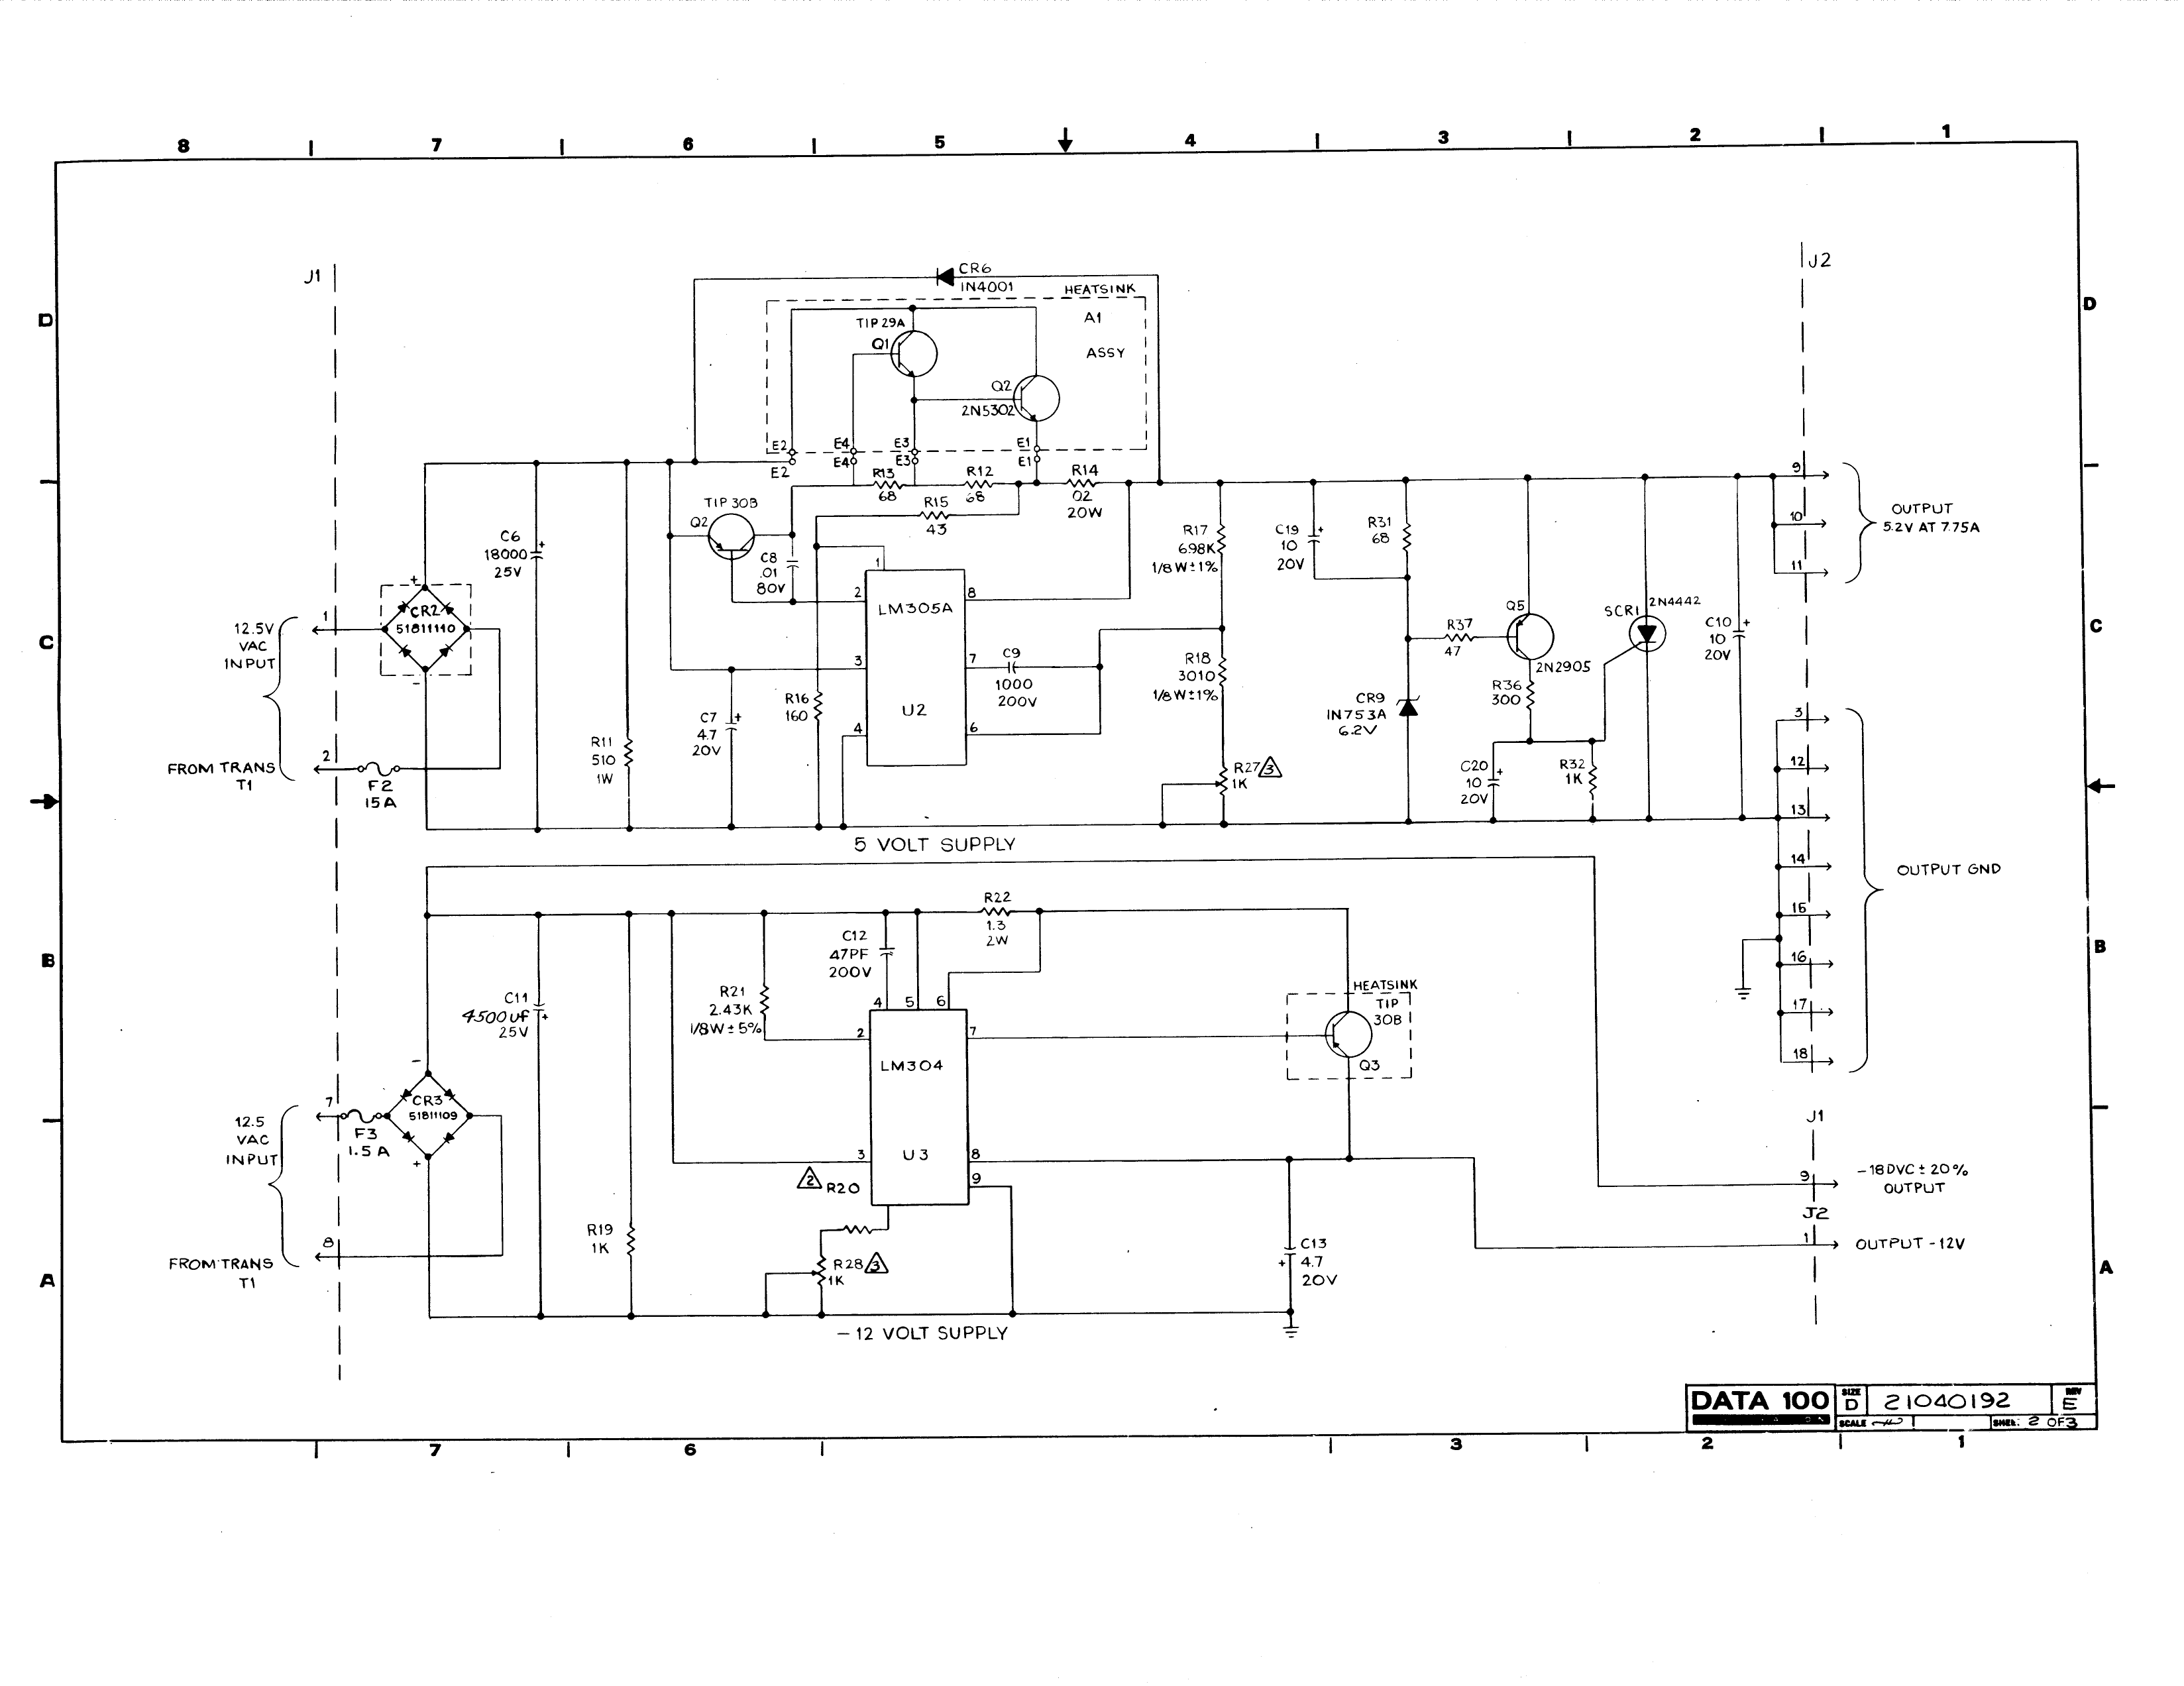 8 7 6 5 4 3 2 1
D
D
C
C
B
B
A
A
J1
J2
CR6
IN4001
HEATSINK
A1
ASSY
TIP 29A
Q1
Q2
2N5302
E2 E4 E3 E1
E2 E4 E3 E1
R13
68
R12
68
R14
02
20W
R15
43
TIP 30B
Q2
C8
.01
80V
C6
18000
25V
+
+
CR2
51811110
-
12.5V
VAC
INPUT
1
2
FROM TRANS
T1
F2
15A
R11
510
1W
C7
4.7
20V
+
R16
160
1
2
3
4
LM305A
U2
8
7
6
C9
1000
200V
R17
698K
1/8W±1%
R18
3010
1/8W±1%
R27 3
1K
C19
10
20V
+
R31
68
R37
47
Q5
2N2905
CR9
IN753A
6.2V
R36
300
C20
10
20V
+
R32
1K
SCR1
2N4442
C10
10
20V
+
9
10
11
OUTPUT
5.2V AT 7.75A
3
12
13
14
15
16
17
18
OUTPUT GND
5 VOLT SUPPLY
C11
4500uf
25V
+
R21
2.43K
1/8W±5%
C12
47PF
200V
R22
1.3
2W
4 5 6
2
3
LM304
U3
7
8
9
HEATSINK
TIP
30B
Q3
-
CR3
51811109
+
12.5
VAC
INPUT
7
8
F3
1.5A
FROM TRANS
T1
R19
1K
2 R20
R28 3
1K
C13
4.7
20V
+
-12 VOLT SUPPLY
J1
9
-18DVC±20%
OUTPUT
J2
1
OUTPUT -12V
DATA 100
SIZE
D
21040192
REV
E
SCALE
2 OF 3
7 6 3 2 1